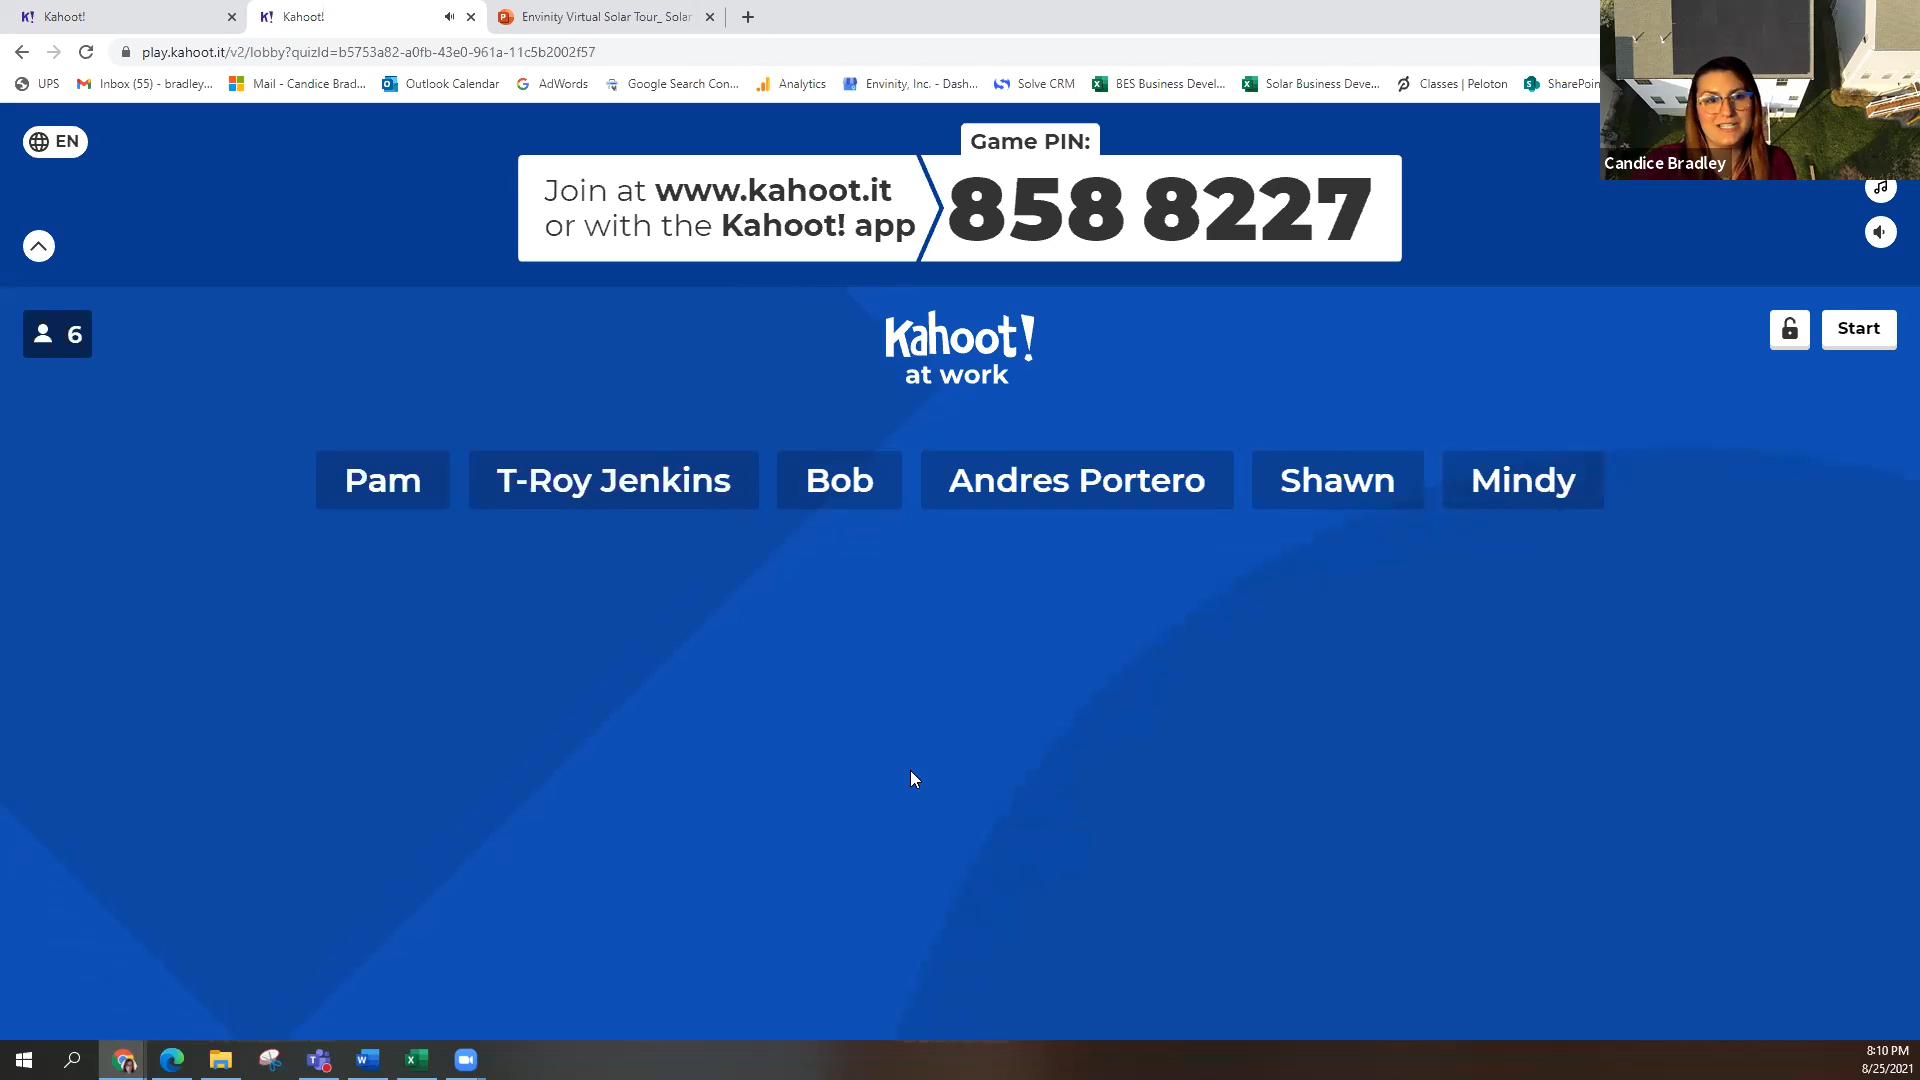 Kahoot!
Kahoot!
Envinity Virtual Solar Tour_ Solar
play.kahoot.it/v2/lobby?quizId=b5753a82-a0fb-43e0-961a-11c5b2002f57
UPS
Inbox (55) - bradley...
Mail - Candice Brad...
Outlook Calendar
AdWords
Google Search Con...
Analytics
Envinity, Inc. - Dash...
Solve CRM
BES Business Devel...
Solar Business Deve...
Classes | Peloton
SharePoin
Candice Bradley
EN
Game PIN:
Join at www.kahoot.it
or with the Kahoot! app
858 8227
6
Kahoot!
at work
Start
Pam
T-Roy Jenkins
Bob
Andres Portero
Shawn
Mindy
8:10 PM
8/25/2021